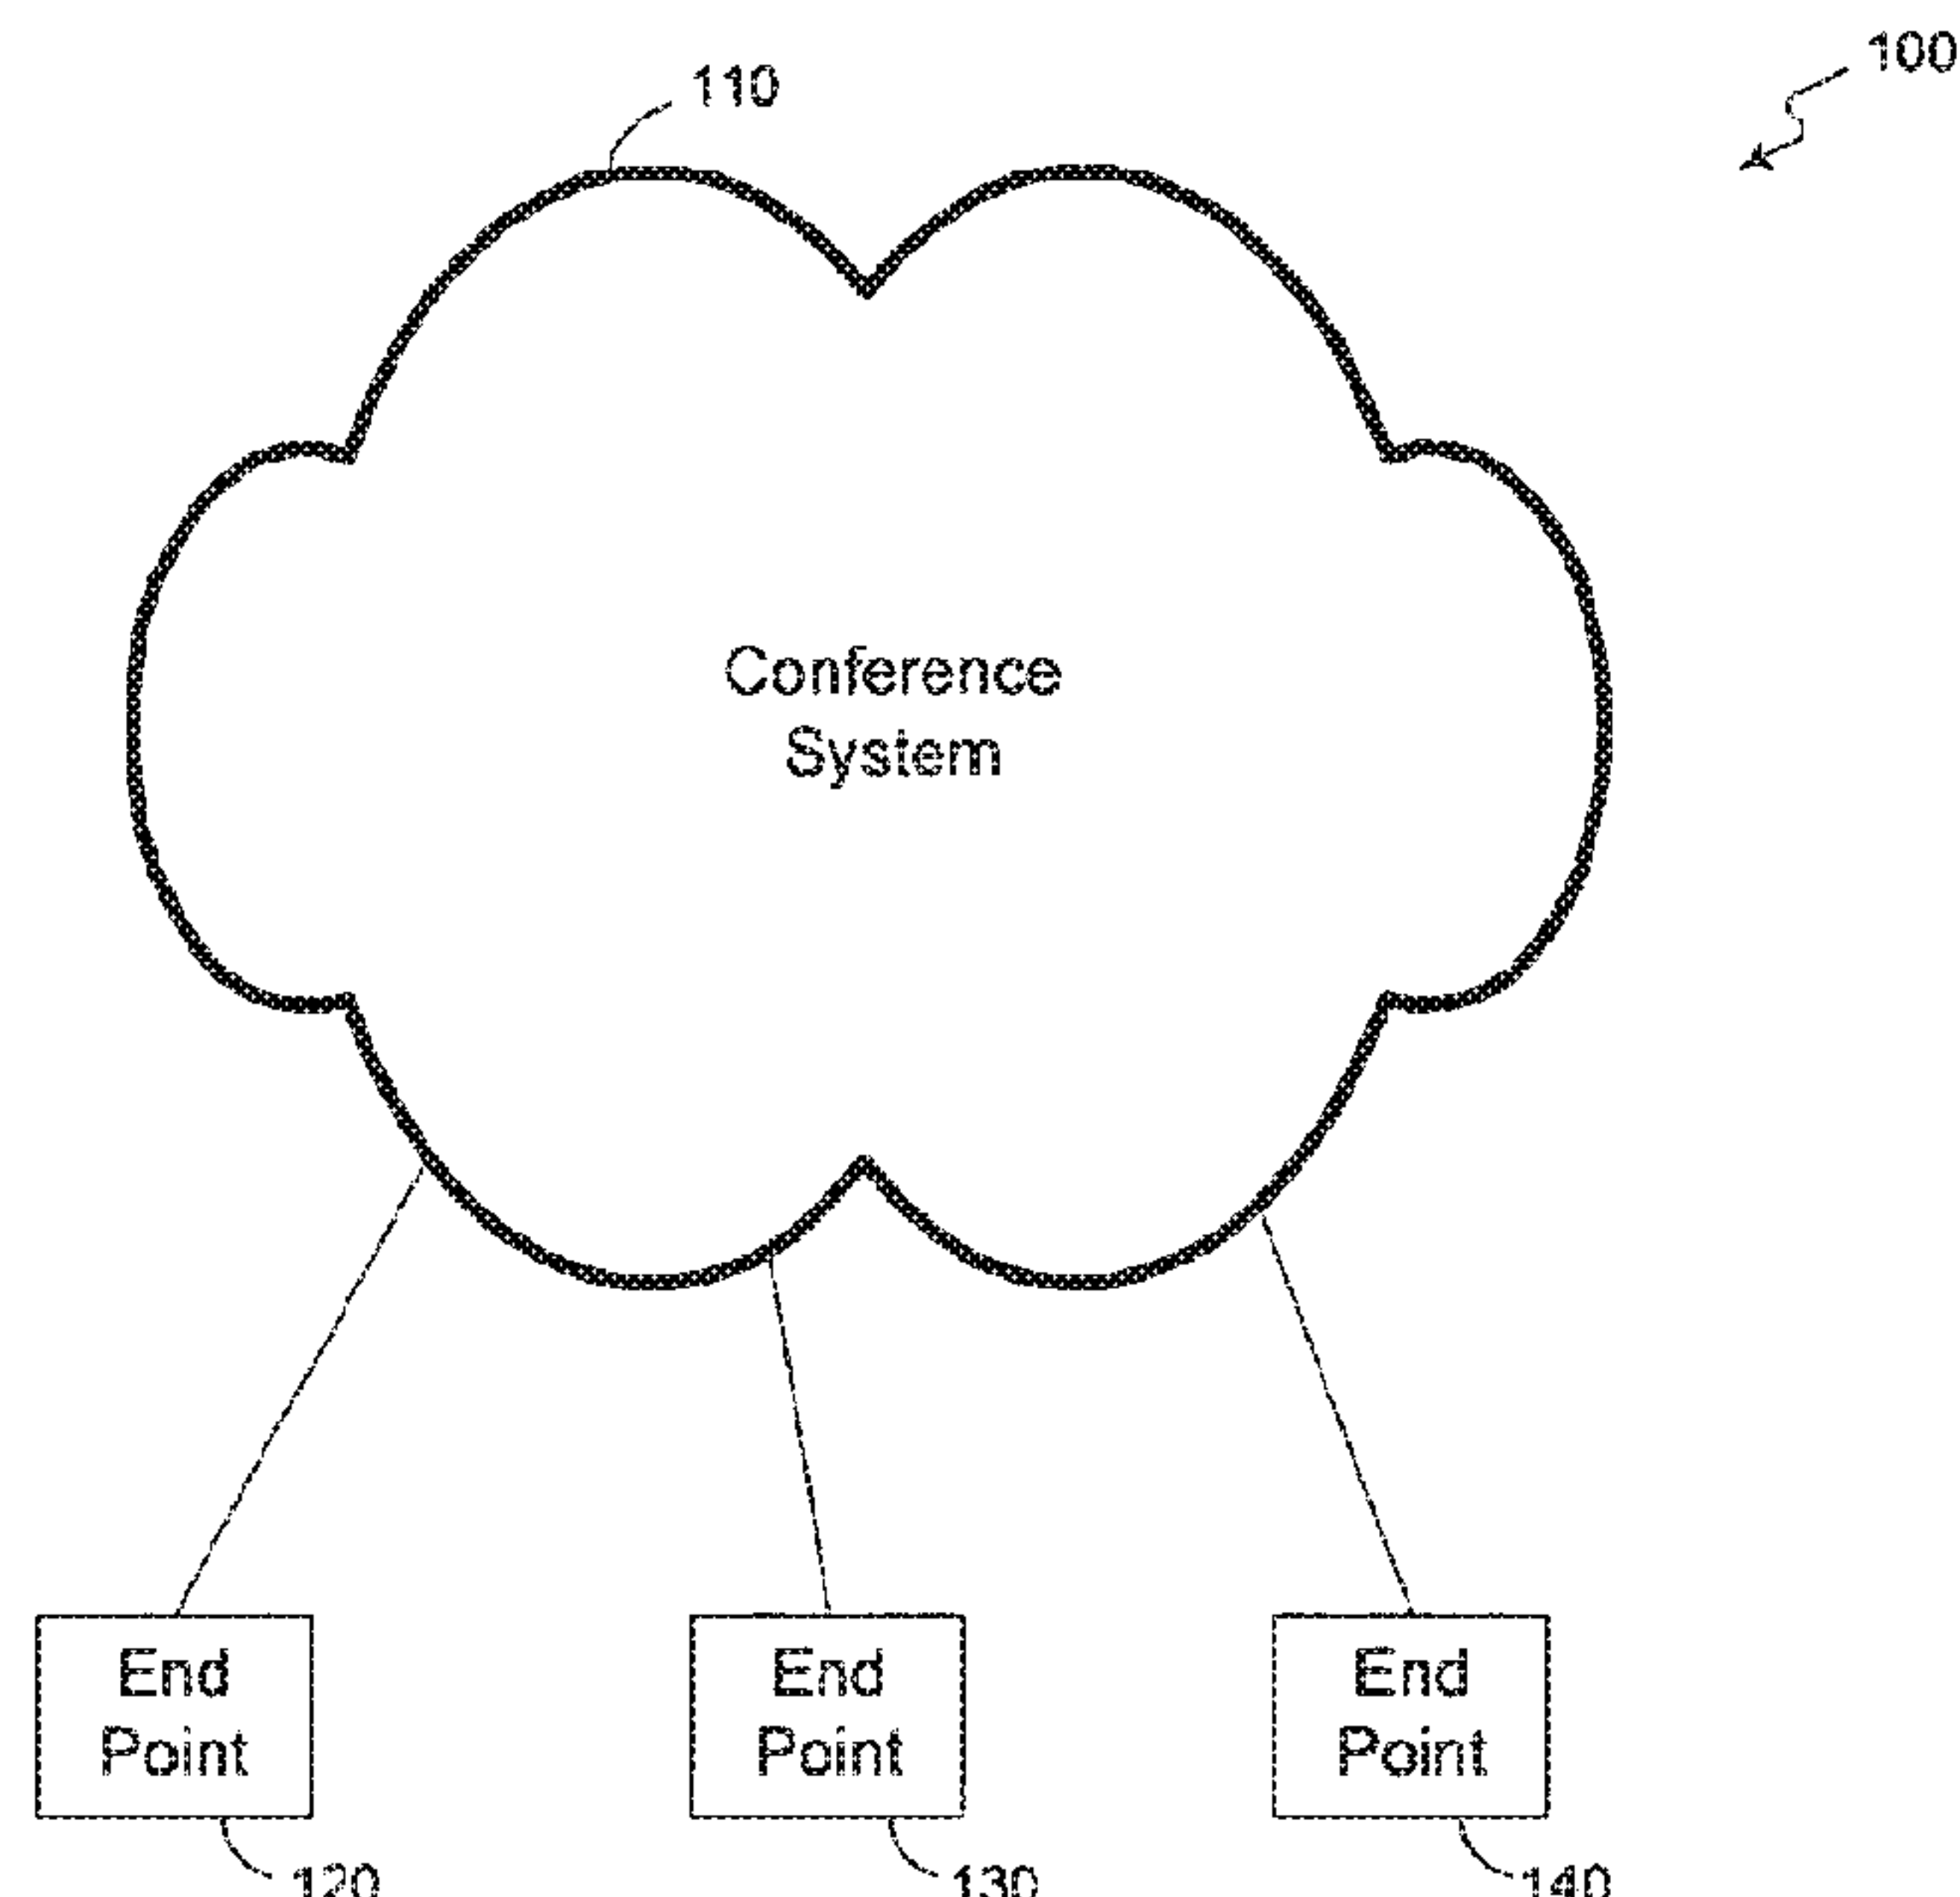 100
110
Conference
System
End
Point
End
Point
End
Point
120
130
140